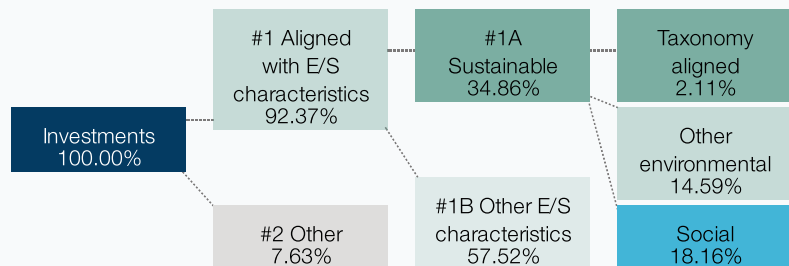 Investments
100.00%
#1 Aligned
with E/S
characteristics
92.37%
#2 Other
7.63%
#1A
Sustainable
34.86%
#1B Other E/S
characteristics
57.52%
Taxonomy
aligned
2.11%
Other
environmental
14.59%
Social
18.16%